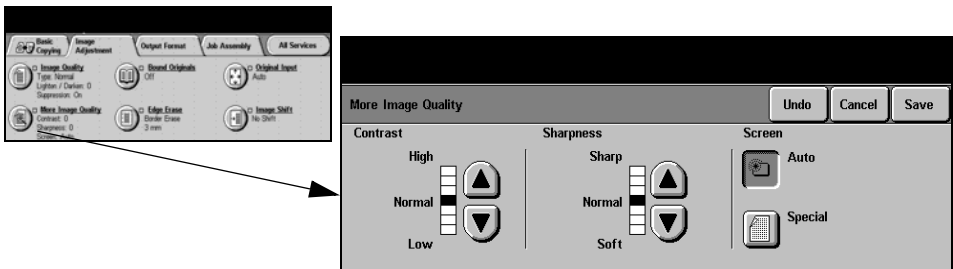 Basic Copying
Image Adjustment
Output Format
Job Assembly
All Services
Image Quality
Type: Normal
Lighten / Darken: 0
Suppression: On
Bound Originals
Off
Original Input
Auto
More Image Quality
Contrast: 0
Sharpness: 0
Screen: Auto
Edge Erase
Border Erase
3 mm
Image Shift
No Shift
More Image Quality
Undo
Cancel
Save
Contrast
High
Normal
Low
Sharpness
Sharp
Normal
Soft
Screen
Auto
Special